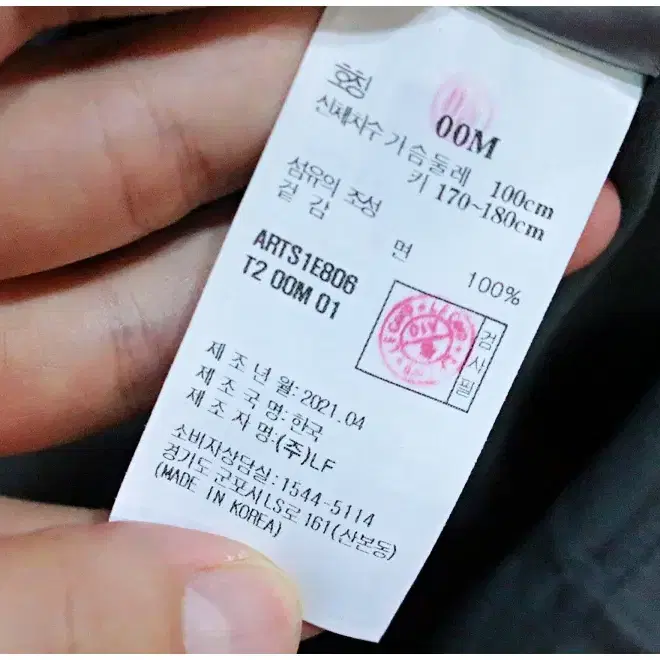 호칭 00M
신체치수 가슴둘레 100cm
키 170~180cm
섬유의 조성
겉감 면 100%
ARTS1E806
T2 00M 01
검사필
제조년월:2021.04
제조국명:한국
제조자명:(주)LF
소비자상담실:1544-5114
경기도 군포시 LS로 161(산본동)
(MADE IN KOREA)